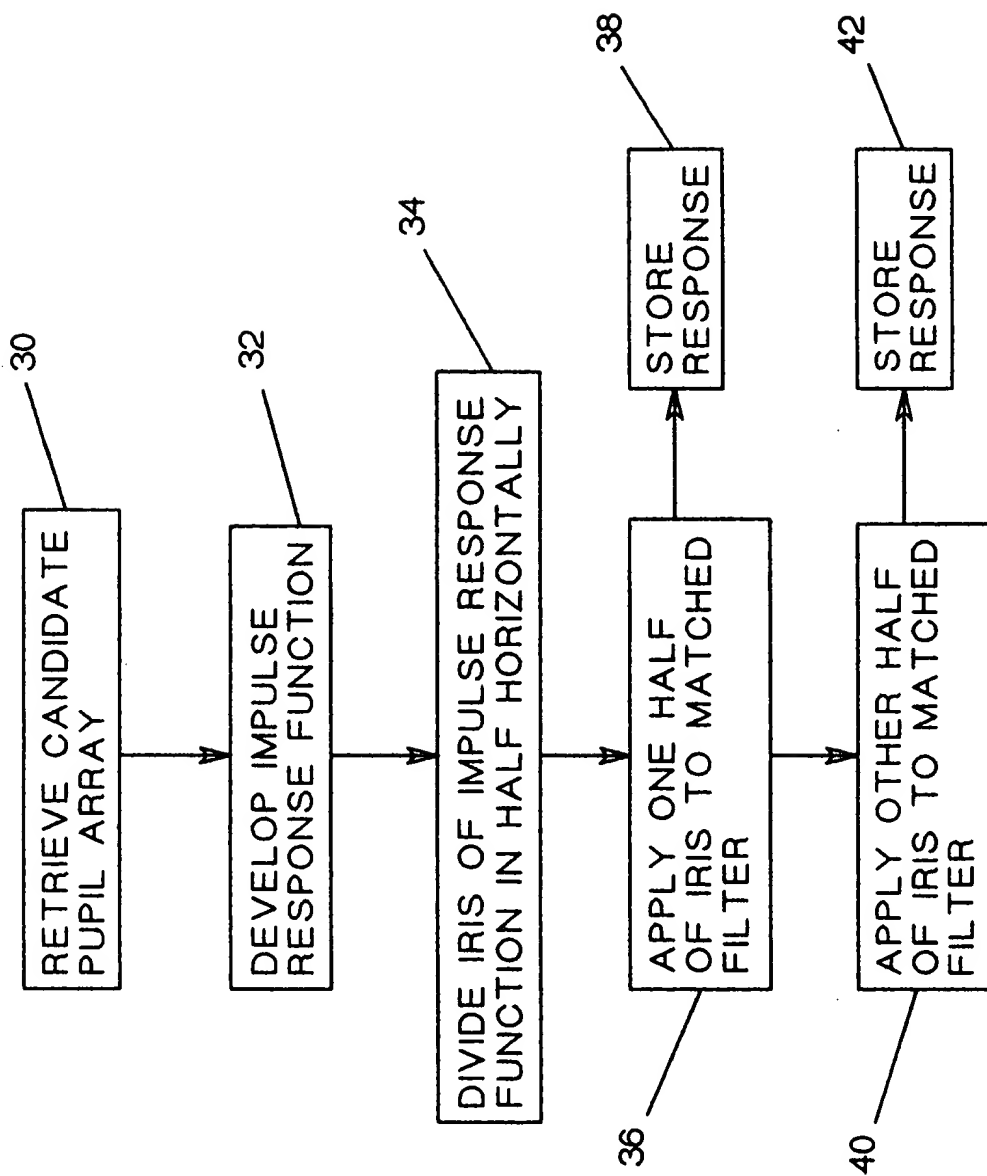 30
RETRIEVE CANDIDATE
PUPIL ARRAY
32
DEVELOP IMPULSE
RESPONSE FUNCTION
34
DIVIDE IRIS OF IMPULSE RESPONSE
FUNCTION IN HALF HORIZONTALLY
36
APPLY ONE HALF
OF IRIS TO MATCHED
FILTER
38
STORE
RESPONSE
40
APPLY OTHER HALF
OF IRIS TO MATCHED
FILTER
42
STORE
RESPONSE